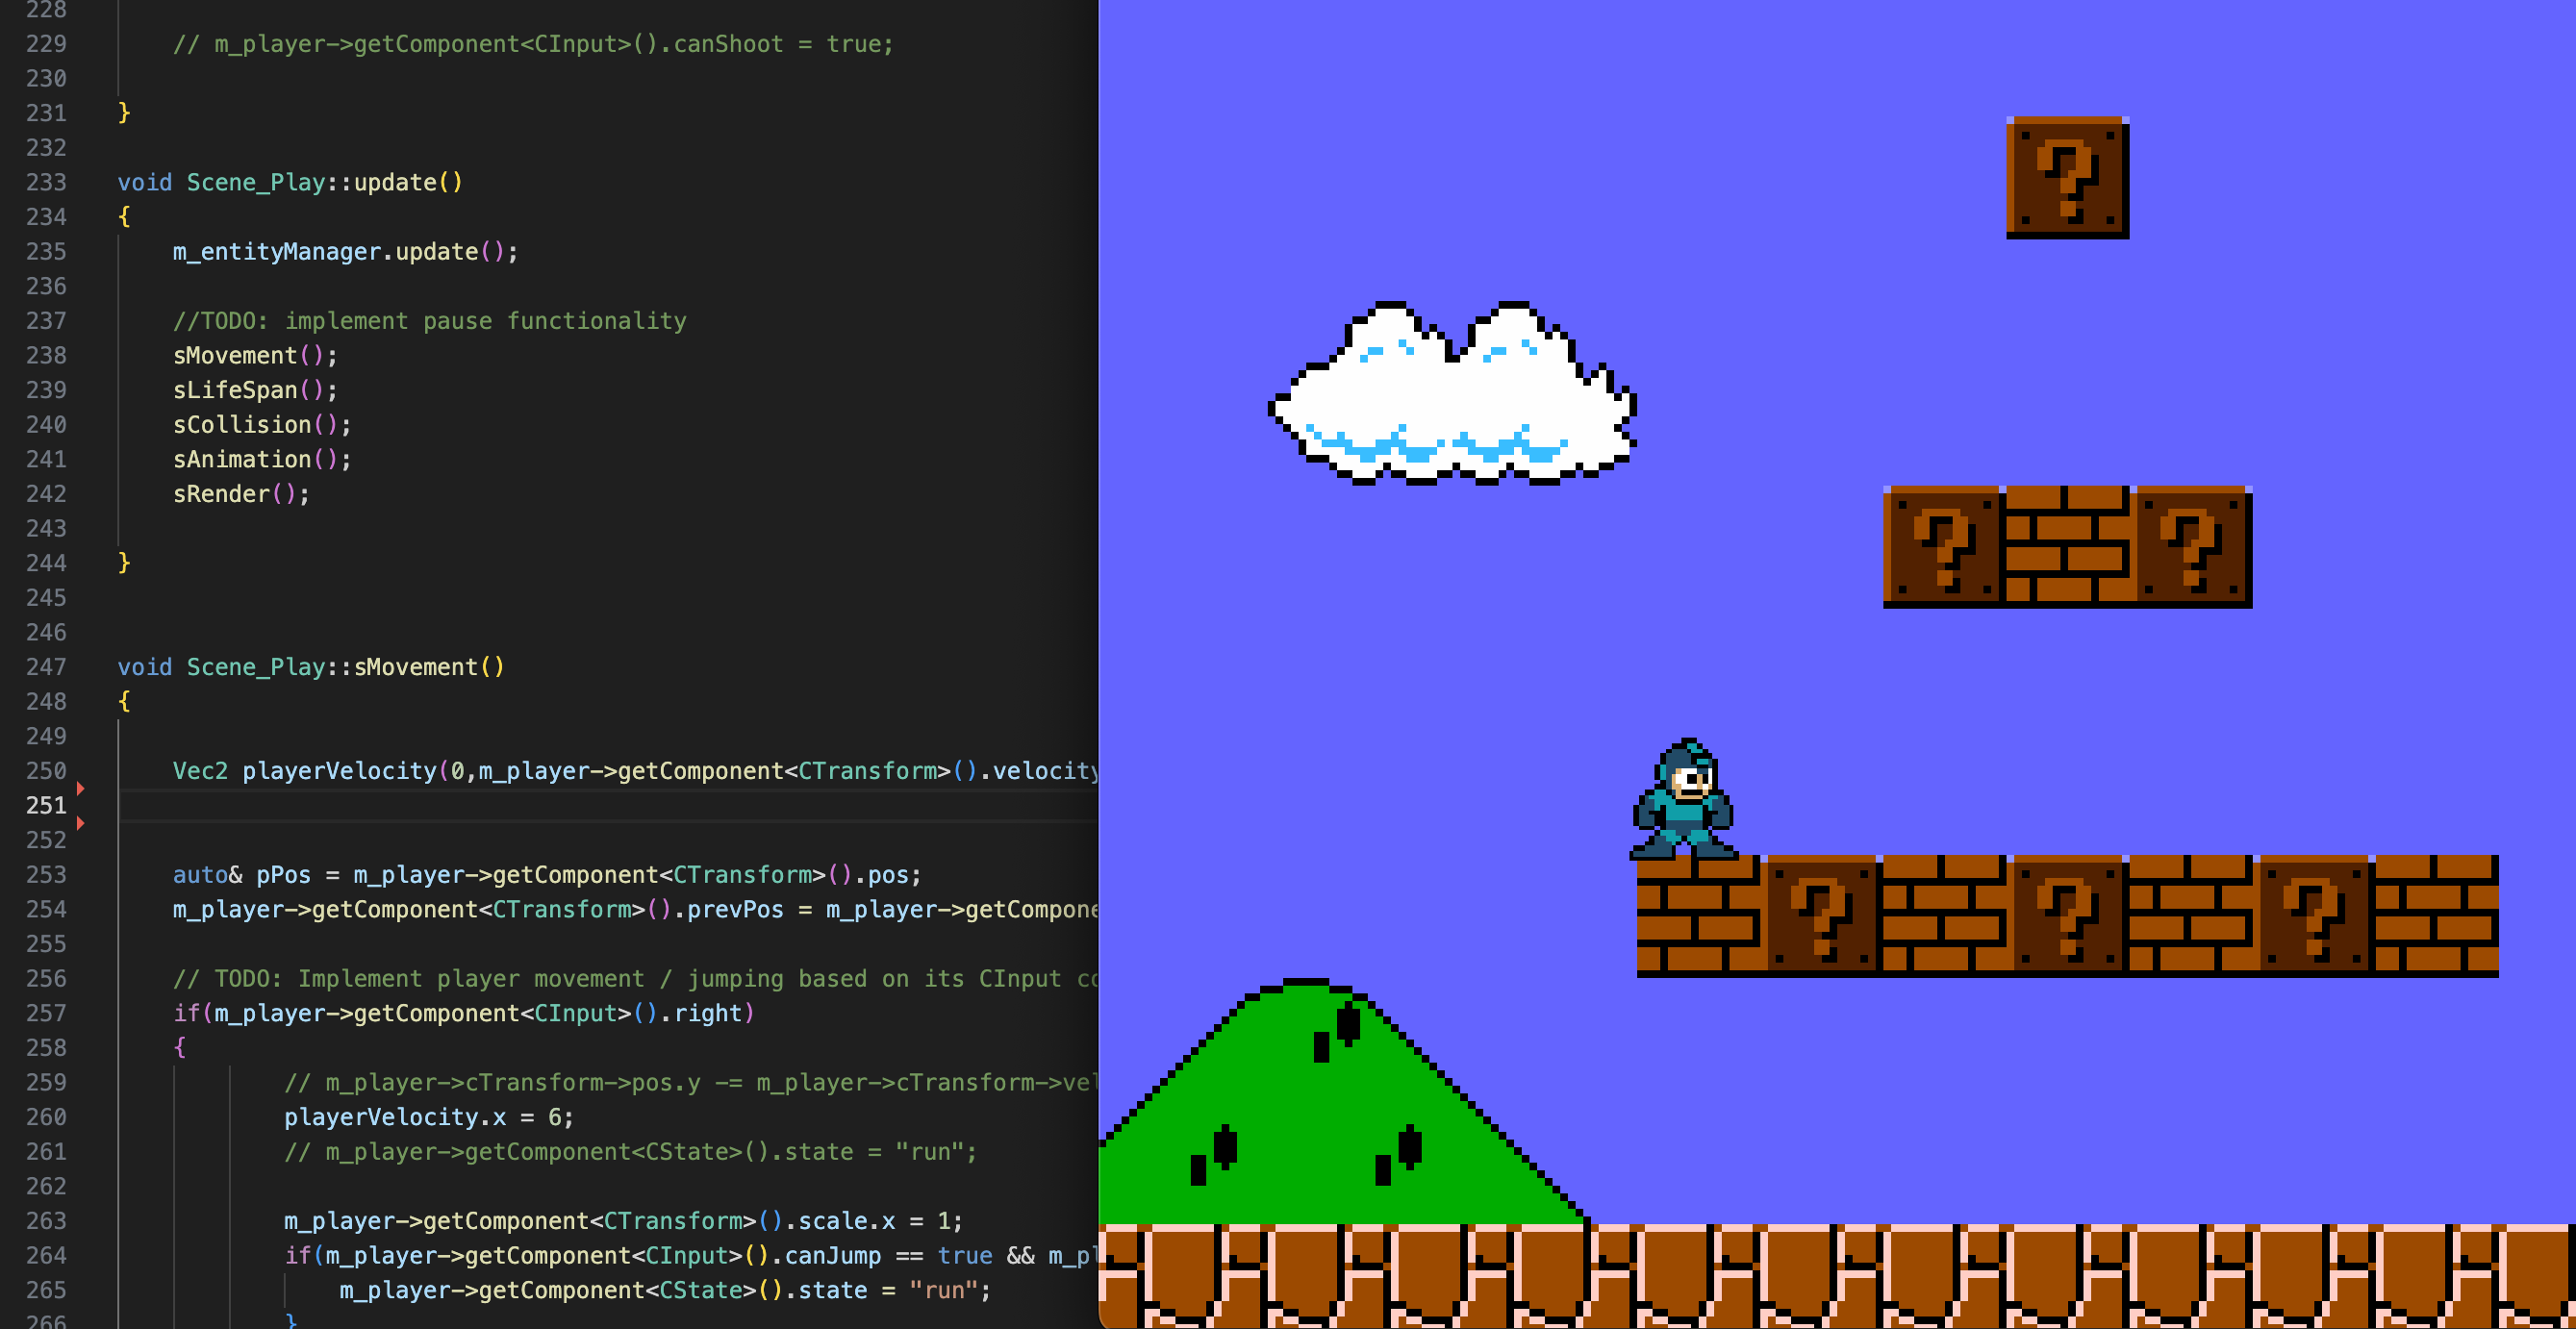 228
229 // m_player->getComponent<CInput>().canShoot = true;
230
231 }
232
233 void Scene_Play::update()
234 {
235 m_entityManager.update();
236
237 //TODO: implement pause functionality
238 sMovement();
239 sLifeSpan();
240 sCollision();
241 sAnimation();
242 sRender();
243
244 }
245
246
247 void Scene_Play::sMovement()
248 {
249
250 Vec2 playerVelocity(0,m_player->getComponent<CTransform>().velocity
251
252
253 auto& pPos = m_player->getComponent<CTransform>().pos;
254 m_player->getComponent<CTransform>().prevPos = m_player->getCompone
255
256 // TODO: Implement player movement / jumping based on its CInput co
257 if(m_player->getComponent<CInput>().right)
258 {
259 // m_player->cTransform->pos.y -= m_player->cTransform->vel
260 playerVelocity.x = 6;
261 // m_player->getComponent<CState>().state = "run";
262
263 m_player->getComponent<CTransform>().scale.x = 1;
264 if(m_player->getComponent<CInput>().canJump == true && m_pl
265 m_player->getComponent<CState>().state = "run";
266 }
?
? ?
? ? ?